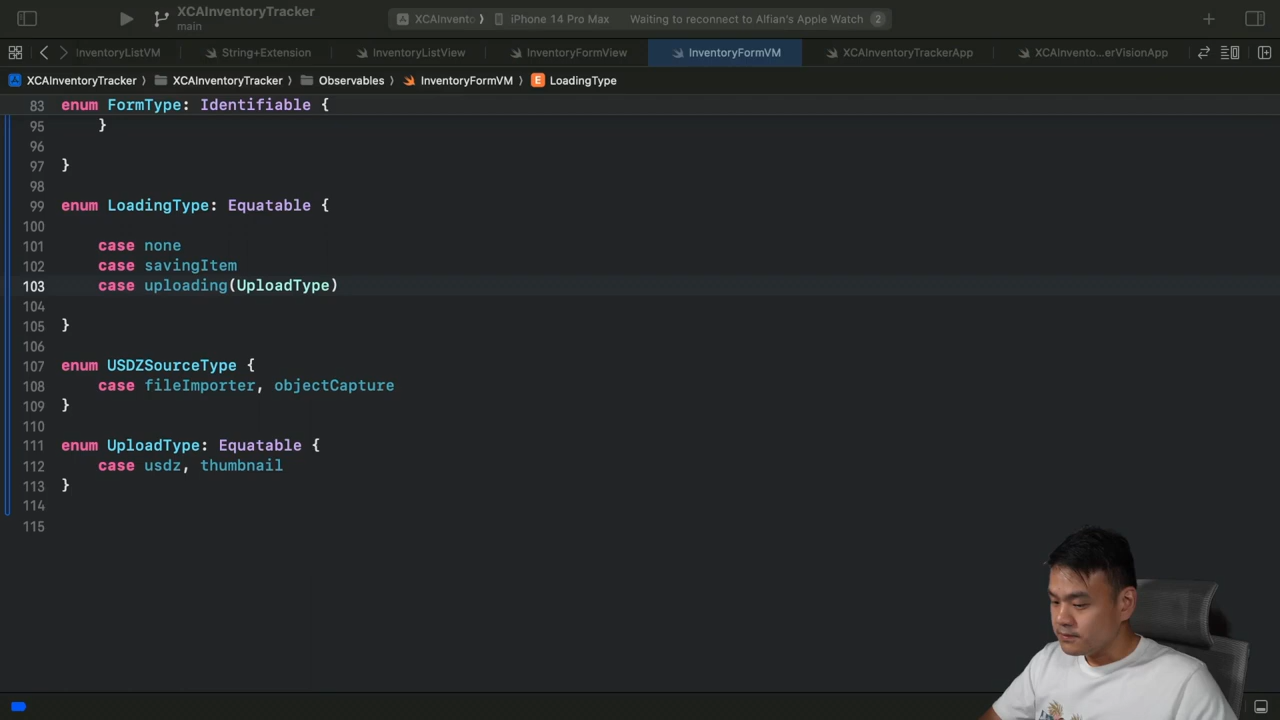 XCAInventoryTracker
main
XCAInvento 〉 iPhone 14 Pro Max Waiting to reconnect to Alfian's Apple Watch 2
InventoryListVM String+Extension InventoryListView InventoryFormView InventoryFormVM XCAInventoryTrackerApp XCAInvento...erVisionApp
XCAInventoryTracker 〉 XCAInventoryTracker 〉 Observables 〉 InventoryFormVM 〉 E LoadingType
83 enum FormType: Identifiable {
95 }
96
97 }
98
99 enum LoadingType: Equatable {
100
101 case none
102 case savingItem
103 case uploading(UploadType)
104
105 }
106
107 enum USDZSourceType {
108 case fileImporter, objectCapture
109 }
110
111 enum UploadType: Equatable {
112 case usdz, thumbnail
113 }
114
115